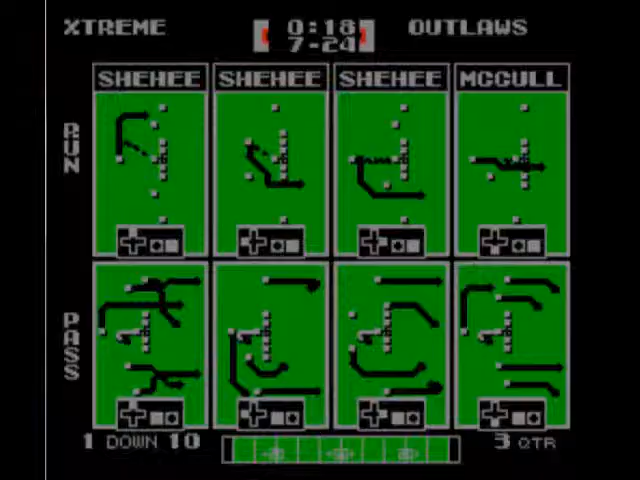 XTREME 0:18 OUTLAWS
7-24
SHEHEE SHEHEE SHEHEE MCCULL
RUN
PASS
1 DOWN 10 3 QTR